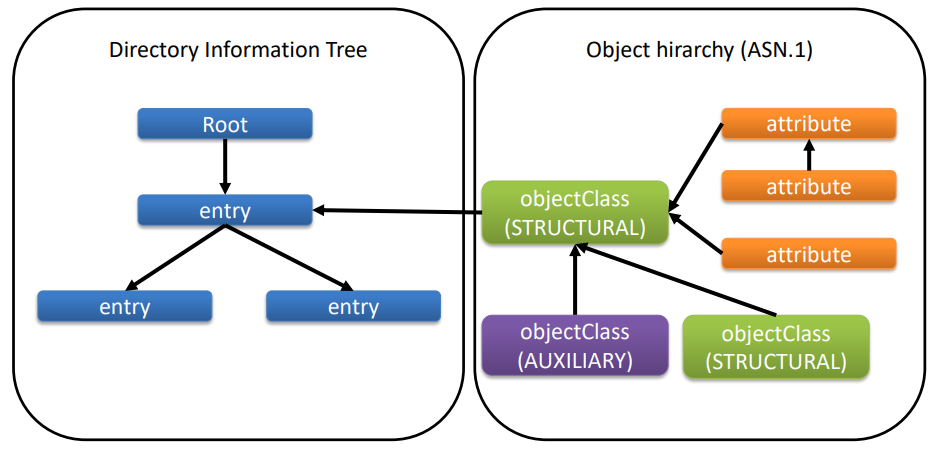 Directory Information Tree
Root
entry
entry
entry
Object hirarchy (ASN.1)
attribute
attribute
objectClass
(STRUCTURAL)
attribute
objectClass
(AUXILIARY)
objectClass
(STRUCTURAL)